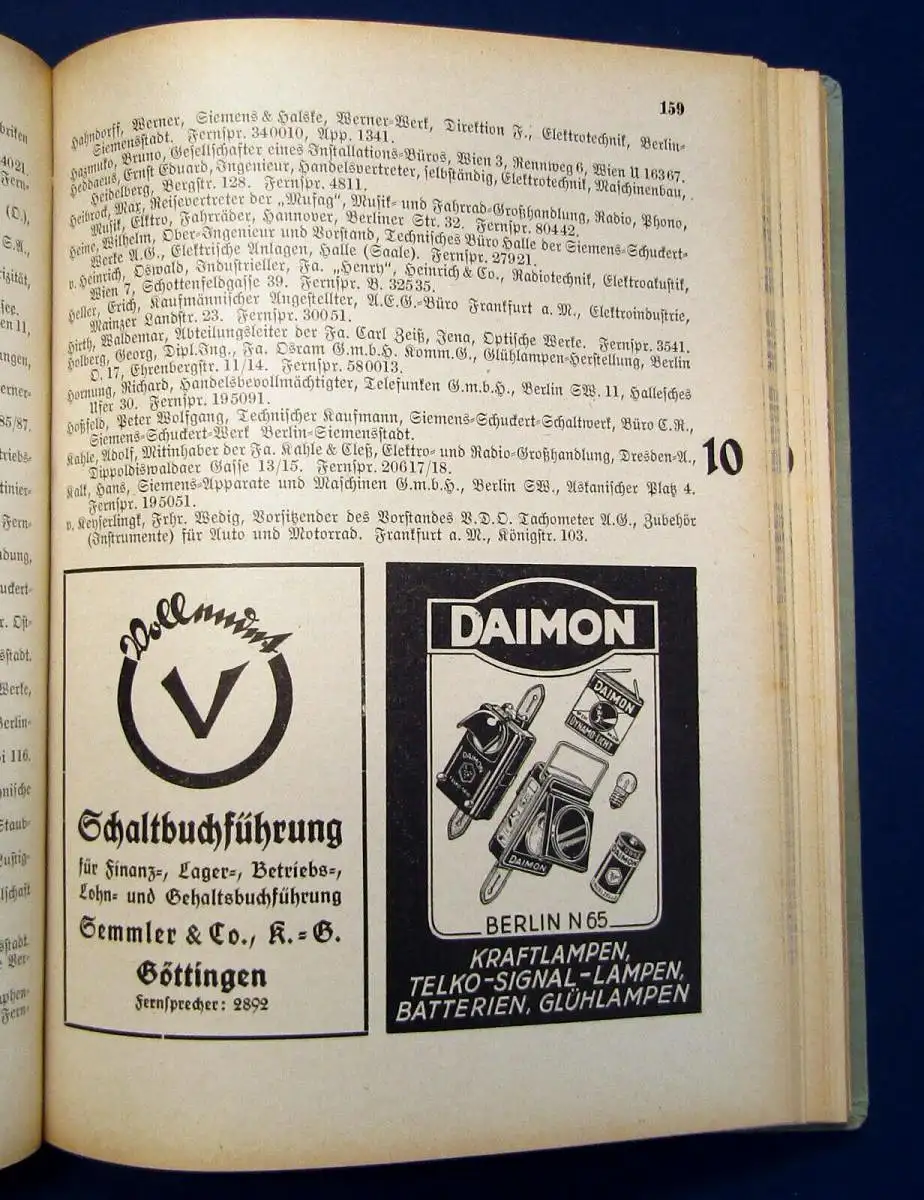 159
Hahndorff, Werner, Siemens & Halske, Werner-Werk, Direktion F., Elektrotechnik, Berlin-
Siemensstadt. Fernspr. 340010, App. 1341.
Hazmuko, Bruno, Gesellschafter eines Installations-Büros, Wien 3, Rennweg 6, Wien U 16367.
Heddaeus, Ernst Eduard, Ingenieur, Handelsvertreter, selbständig, Elektrotechnik, Maschinenbau,
Heidelberg, Bergstr. 128. Fernspr. 4811.
Heibrock, Max, Reisevertreter der „Mufag“, Musik- und Fahrrad-Großhandlung, Radio, Phono,
Musik, Elktro, Fahrräder, Hannover, Berliner Str. 32. Fernspr. 80442.
Heine, Wilhelm, Ober-Ingenieur und Vorstand, Technisches Büro Halle der Siemens-Schuckert-
Werke A.G., Elektrische Anlagen, Halle (Saale). Fernspr. 27921.
v. Heinrich, Oswald, Industrieller, Fa. „Henry“, Heinrich & Co., Radiotechnik, Elektroakustik,
Wien 7, Schottenfeldgasse 39. Fernspr. B. 32535.
Heller, Erich, Kaufmännischer Angestellter, A.E.G.-Büro Frankfurt a. M., Elektroindustrie,
Mainzer Landstr. 23. Fernspr. 30051.
Hirth, Waldemar, Abteilungsleiter der Fa. Carl Zeiß, Jena, Optische Werke. Fernspr. 3541.
Holberg, Georg, Dipl.Ing., Fa. Osram G.m.b.H. Komm.G., Glühlampen-Herstellung, Berlin
O. 17, Ehrenbergstr. 11/14. Fernspr. 580013.
Hornung, Richard, Handelsbevollmächtigter, Telefunken G.m.b.H., Berlin SW. 11, Hallesches
Ufer 30. Fernspr. 195091.
Hoßfeld, Peter Wolfgang, Technischer Kaufmann, Siemens-Schuckert-Schaltwerk, Büro C.R.,
Siemens-Schuckert-Werk Berlin-Siemensstadt.
Kahle, Adolf, Mitinhaber der Fa. Kahle & Cleß, Elektro- und Radio-Großhandlung, Dresden-A.,
Dippoldiswaldaer Gasse 13/15. Fernspr. 20617/18.
Kalk, Hans, Siemens-Apparate und Maschinen G.m.b.H., Berlin SW., Askanischer Platz 4.
Fernspr. 195051.
v. Keyserlingk, Frhr. Wedig, Vorsitzender des Vorstandes V.D.O. Tachometer A.G., Zubehör
(Instrumente) für Auto und Motorrad. Frankfurt a. M., Königstr. 103.
10
Vollendet
V
Schaltbuchführung
für Finanz-, Lager-, Betriebs-,
Lohn- und Gehaltsbuchführung
Semmler & Co., K.-G.
Göttingen
Fernsprecher: 2892
DAIMON
DAIMON
DYNAMO-LICHT
DAIMON
DAIMON
DAIMON
BERLIN N 65
KRAFTLAMPEN,
TELKO-SIGNAL-LAMPEN,
BATTERIEN, GLÜHLAMPEN